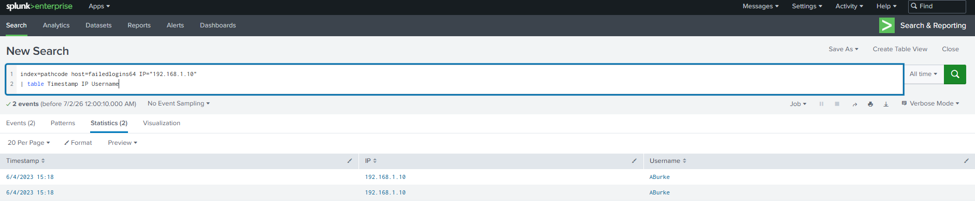 splunk>enterprise Apps Messages Settings Activity Help Find
Search Analytics Datasets Reports Alerts Dashboards Search & Reporting
New Search Save As Create Table View Close
1 index=pathcode host=failedlogins64 IP="192.168.1.10" All time
2 | table Timestamp IP Username
2 events (before 7/2/26 12:00:10.000 AM) No Event Sampling Job Verbose Mode
Events (2) Patterns Statistics (2) Visualization
20 Per Page Format Preview
Timestamp IP Username
6/4/2023 15:18 192.168.1.10 ABurke
6/4/2023 15:18 192.168.1.10 ABurke